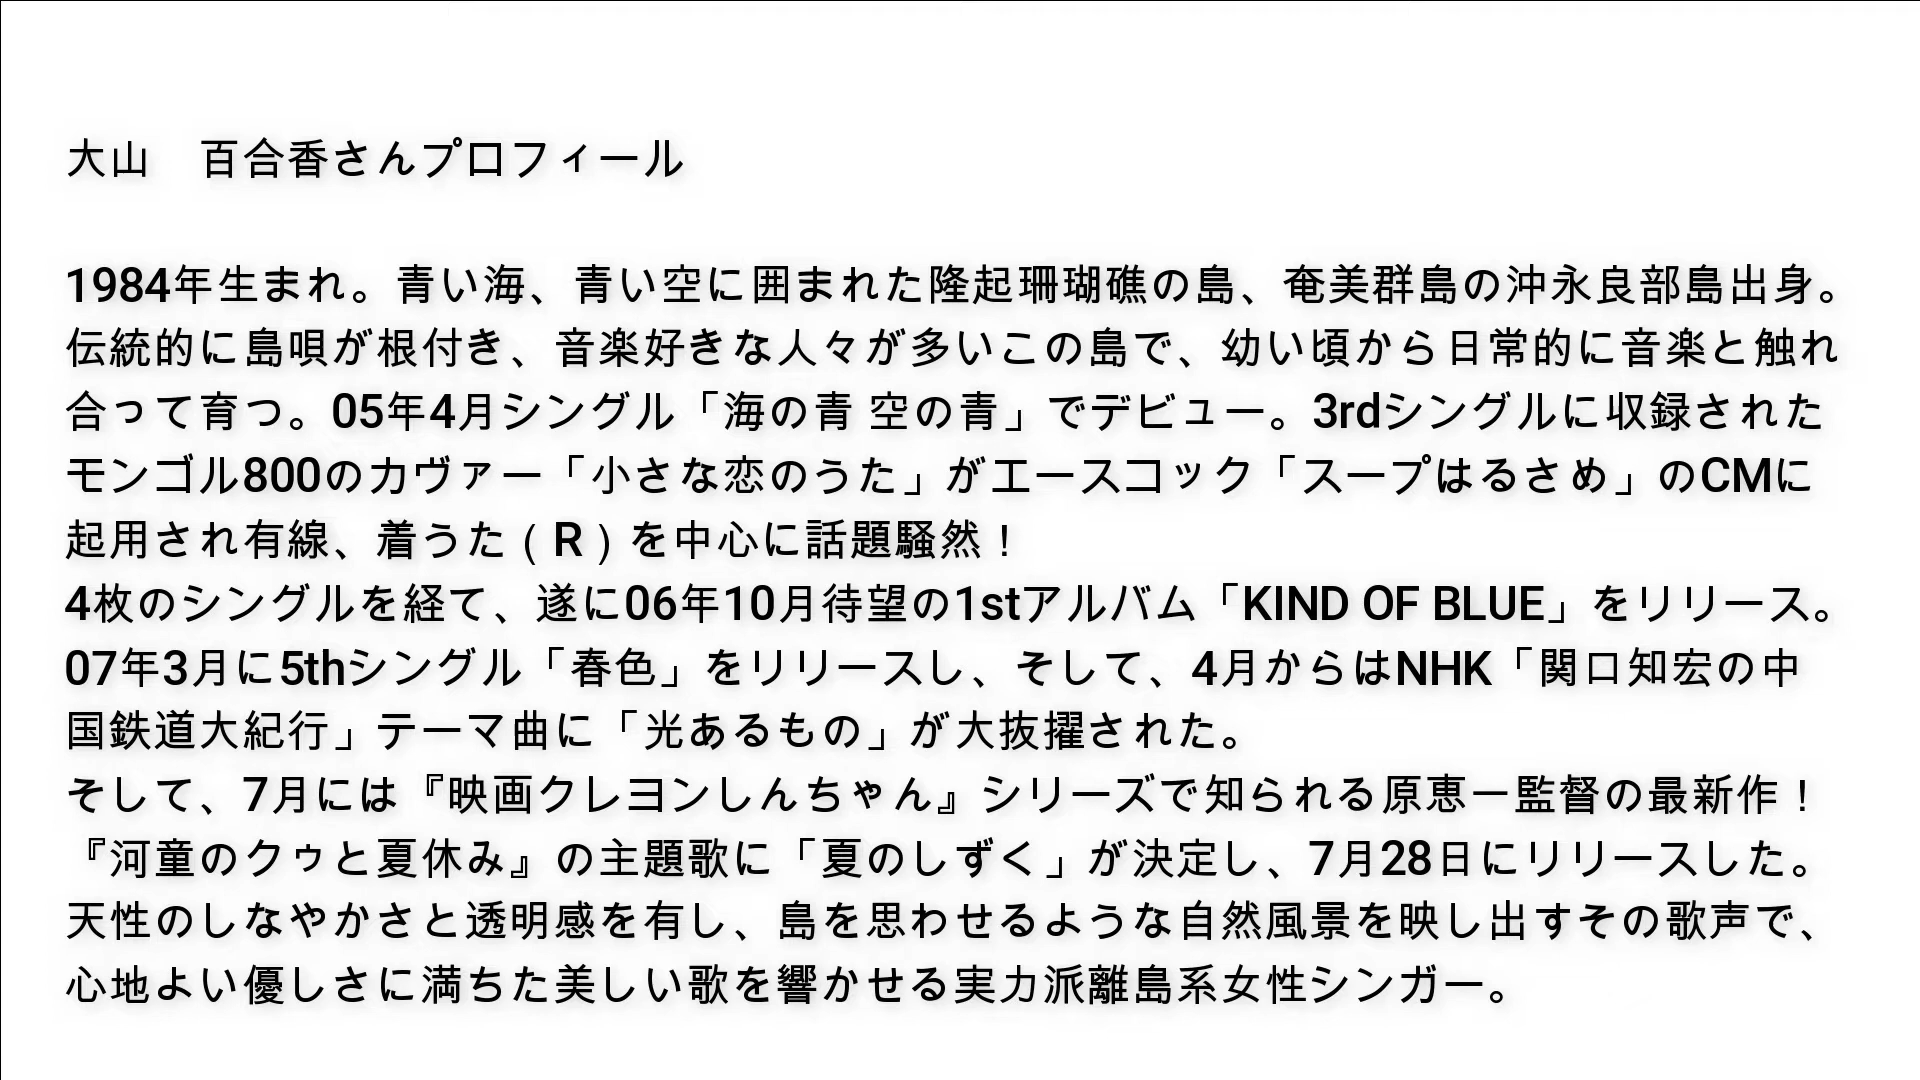 大山　百合香さんプロフィール
1984年生まれ。青い海、青い空に囲まれた隆起珊瑚礁の島、奄美群島の沖永良部島出身。
伝統的に島唄が根付き、音楽好きな人々が多いこの島で、幼い頃から日常的に音楽と触れ
合って育つ。05年4月シングル「海の青 空の青」でデビュー。3rdシングルに収録された
モンゴル800のカヴァー「小さな恋のうた」がエースコック「スープはるさめ」のCMに
起用され有線、着うた（R）を中心に話題騒然！
4枚のシングルを経て、遂に06年10月待望の1stアルバム「KIND OF BLUE」をリリース。
07年3月に5thシングル「春色」をリリースし、そして、4月からはNHK「関口知宏の中
国鉄道大紀行」テーマ曲に「光あるもの」が大抜擢された。
そして、7月には『映画クレヨンしんちゃん』シリーズで知られる原恵一監督の最新作！
『河童のクゥと夏休み』の主題歌に「夏のしずく」が決定し、7月28日にリリースした。
天性のしなやかさと透明感を有し、島を思わせるような自然風景を映し出すその歌声で、
心地よい優しさに満ちた美しい歌を響かせる実力派離島系女性シンガー。